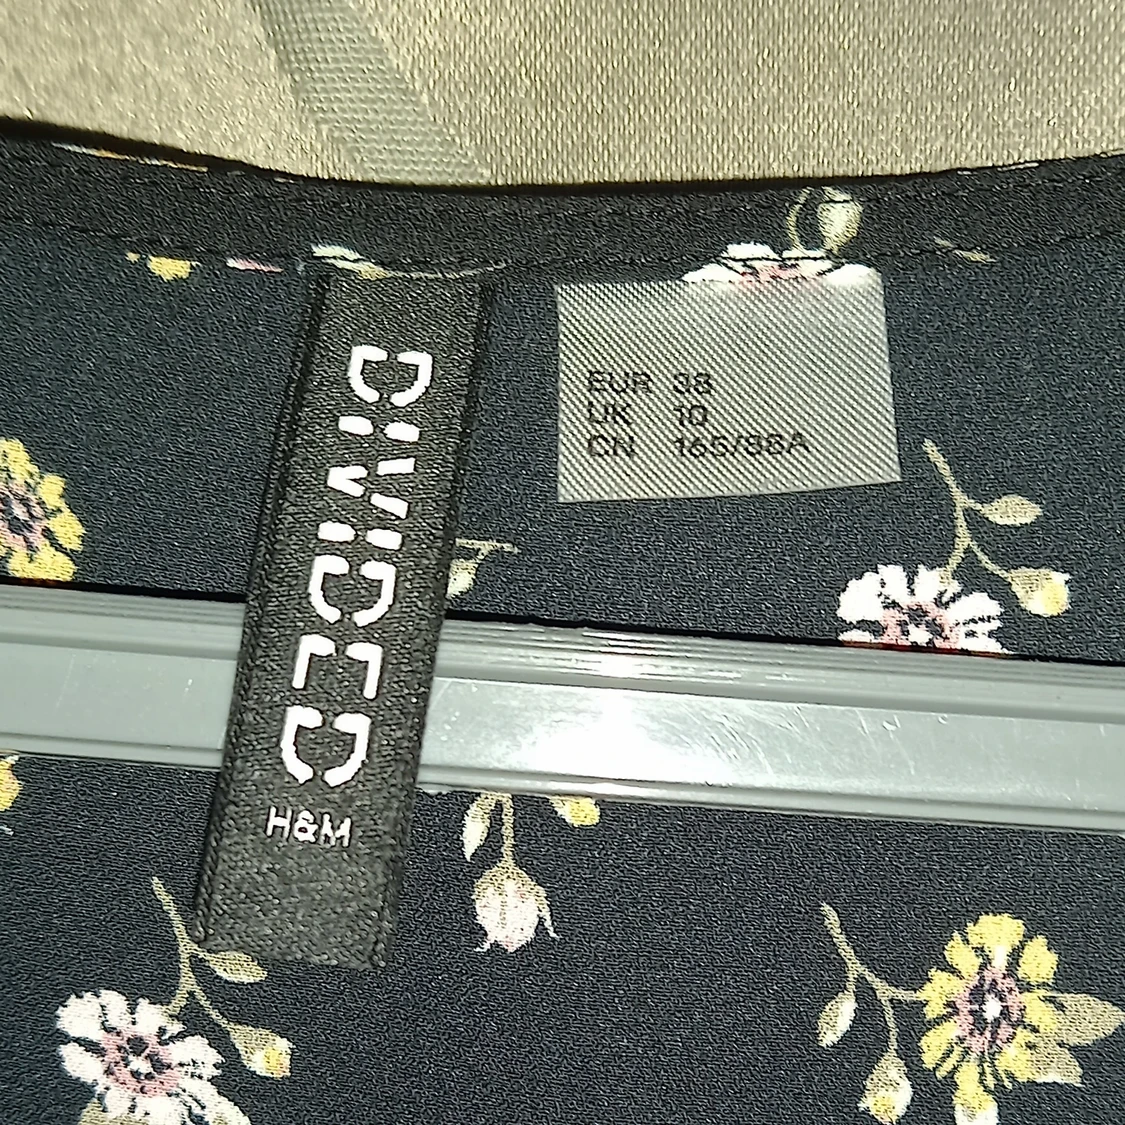 DIVIDED
H&M
EUR 38
UK 10
CN 165/88A